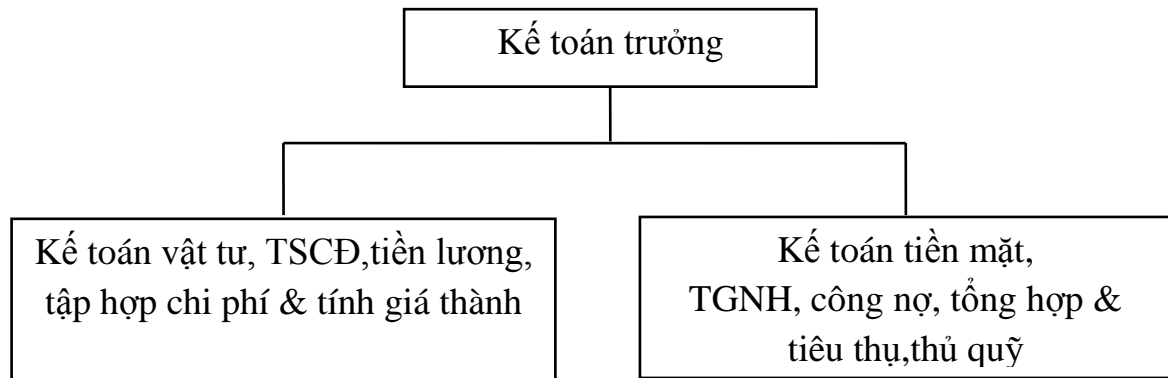 Kế toán trưởng
Kế toán vật tư, TSCĐ,tiền lương,
tập hợp chi phí & tính giá thành
Kế toán tiền mặt,
TGNH, công nợ, tổng hợp &
tiêu thụ,thủ quỹ